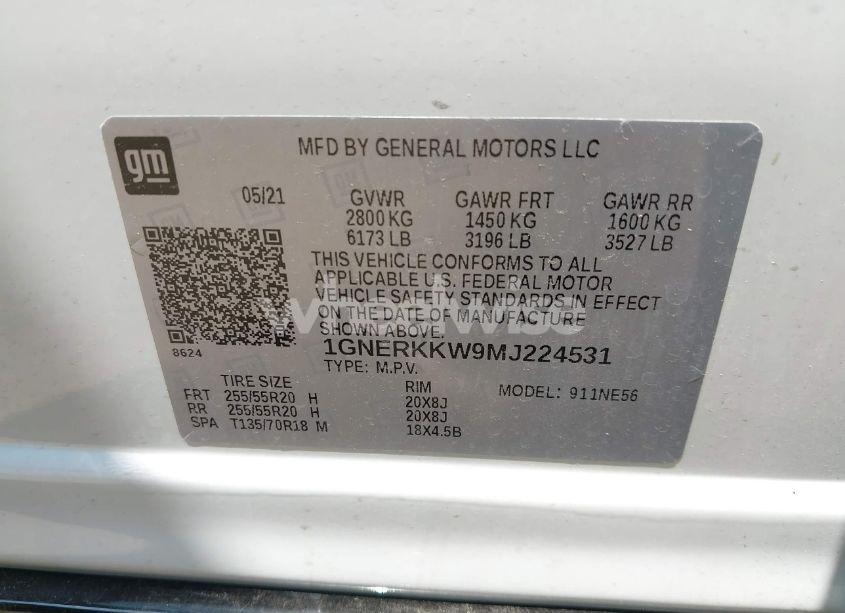 gm
MFD BY GENERAL MOTORS LLC
05/21 GVWR GAWR FRT GAWR RR
2800 KG 1450 KG 1600 KG
6173 LB 3196 LB 3527 LB
THIS VEHICLE CONFORMS TO ALL
APPLICABLE U.S. FEDERAL MOTOR
VEHICLE SAFETY STANDARDS IN EFFECT
ON THE DATE OF MANUFACTURE
SHOWN ABOVE.
8624
1GNERKKW9MJ224531
TYPE: M.P.V.
TIRE SIZE RIM MODEL: 911NE56
FRT 255/55R20 H 20X8J
RR 255/55R20 H 20X8J
SPA T135/70R18 M 18X4.5B